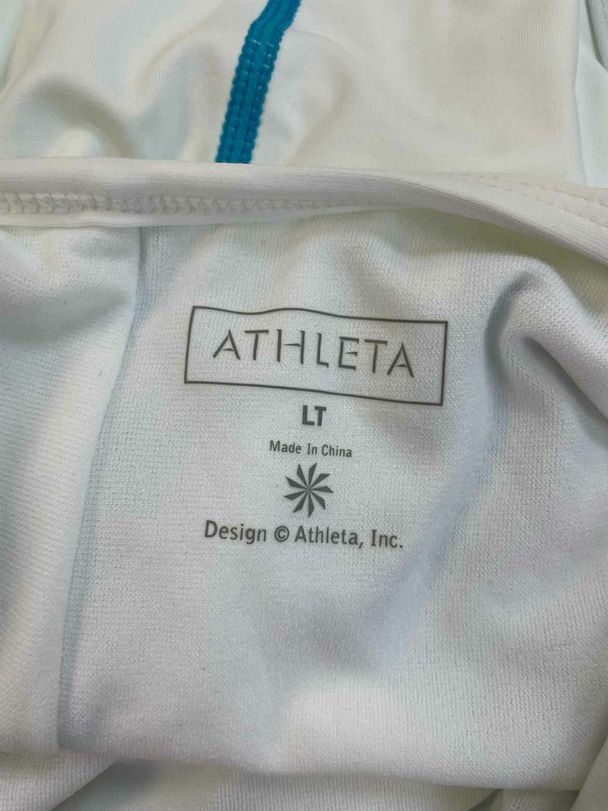 ATHLETA
LT
Made In China
Design © Athleta, Inc.